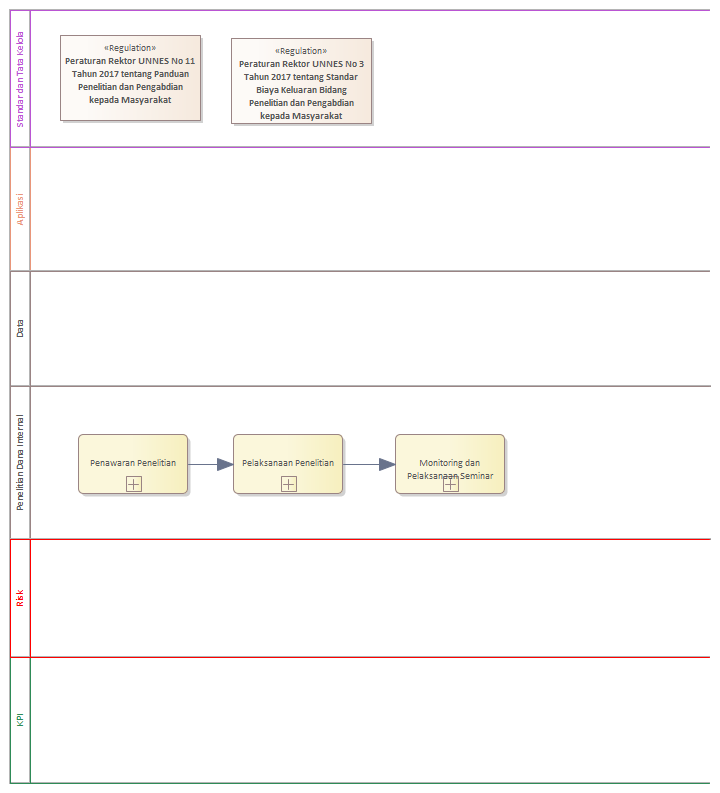 Standar dan Tata Kelola
«Regulation»
Peraturan Rektor UNNES No 11
Tahun 2017 tentang Panduan
Penelitian dan Pengabdian
kepada Masyarakat
«Regulation»
Peraturan Rektor UNNES No 3
Tahun 2017 tentang Standar
Biaya Keluaran Bidang
Penelitian dan Pengabdian
kepada Masyarakat
Aplikasi
Data
Penelitian Dana Internal
Penawaran Penelitian
Pelaksanaan Penelitian
Monitoring dan
Pelaksanaan Seminar
Risk
KPI